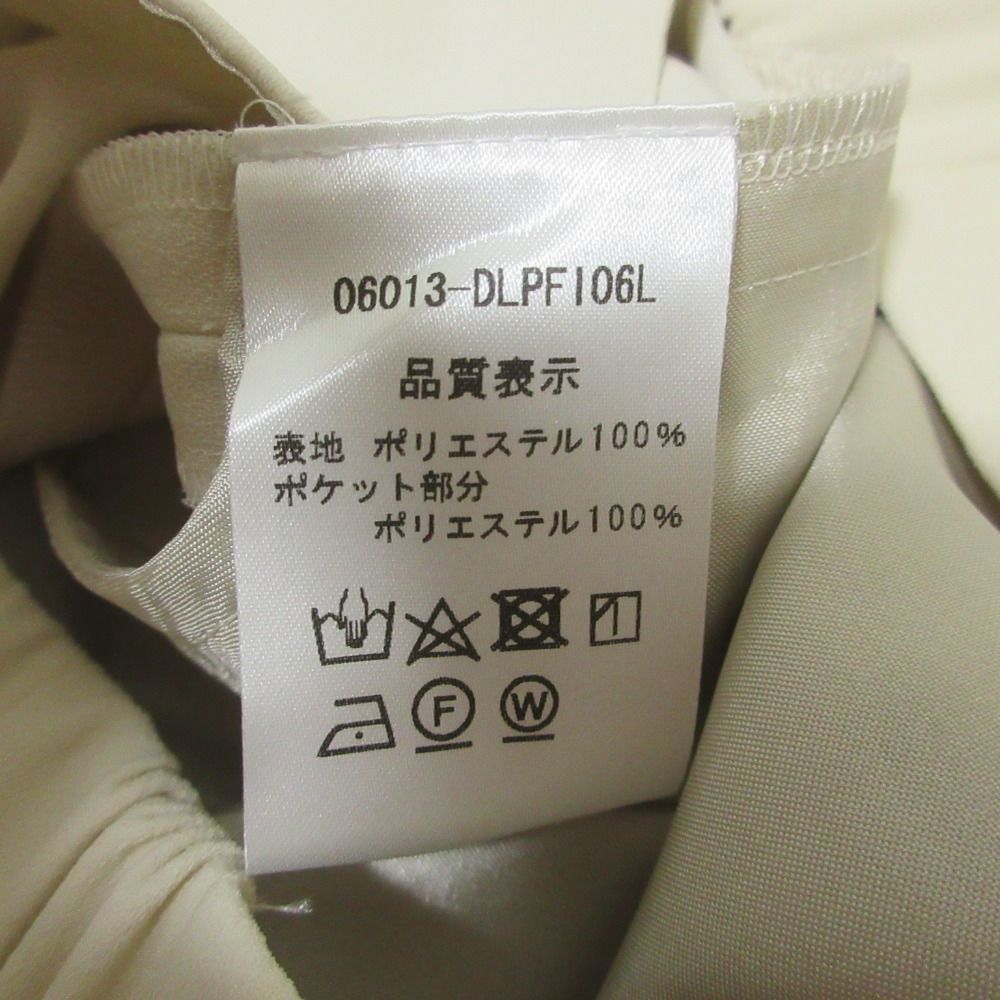 06013-DLPFI06L
品質表示
表地 ポリエステル100%
ポケット部分
ポリエステル100%
F W